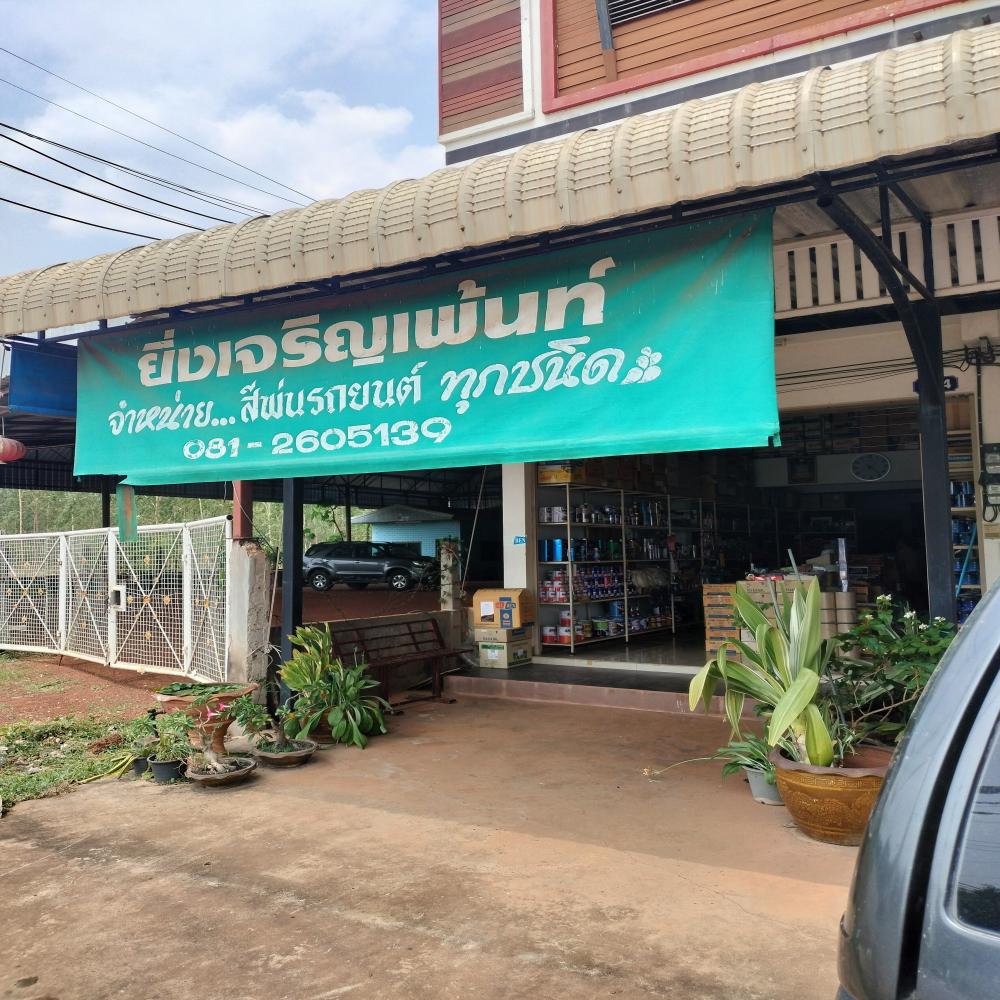 ยิ่งเจริญเพ้นท์
จำหน่าย...สีพ่นรถยนต์ ทุกชนิด
081-2605139